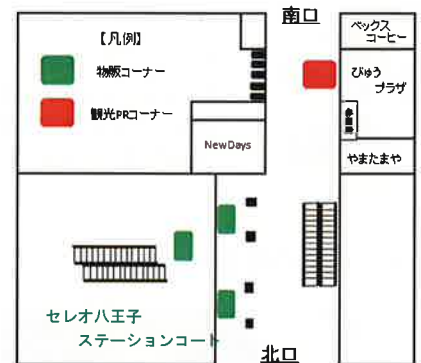 南口
【凡例】
物販コーナー
観光PRコーナー
ベックス
コーヒー
びゅう
プラザ
NewDays
やまたまや
セレオ八王子
ステーションコート
北口